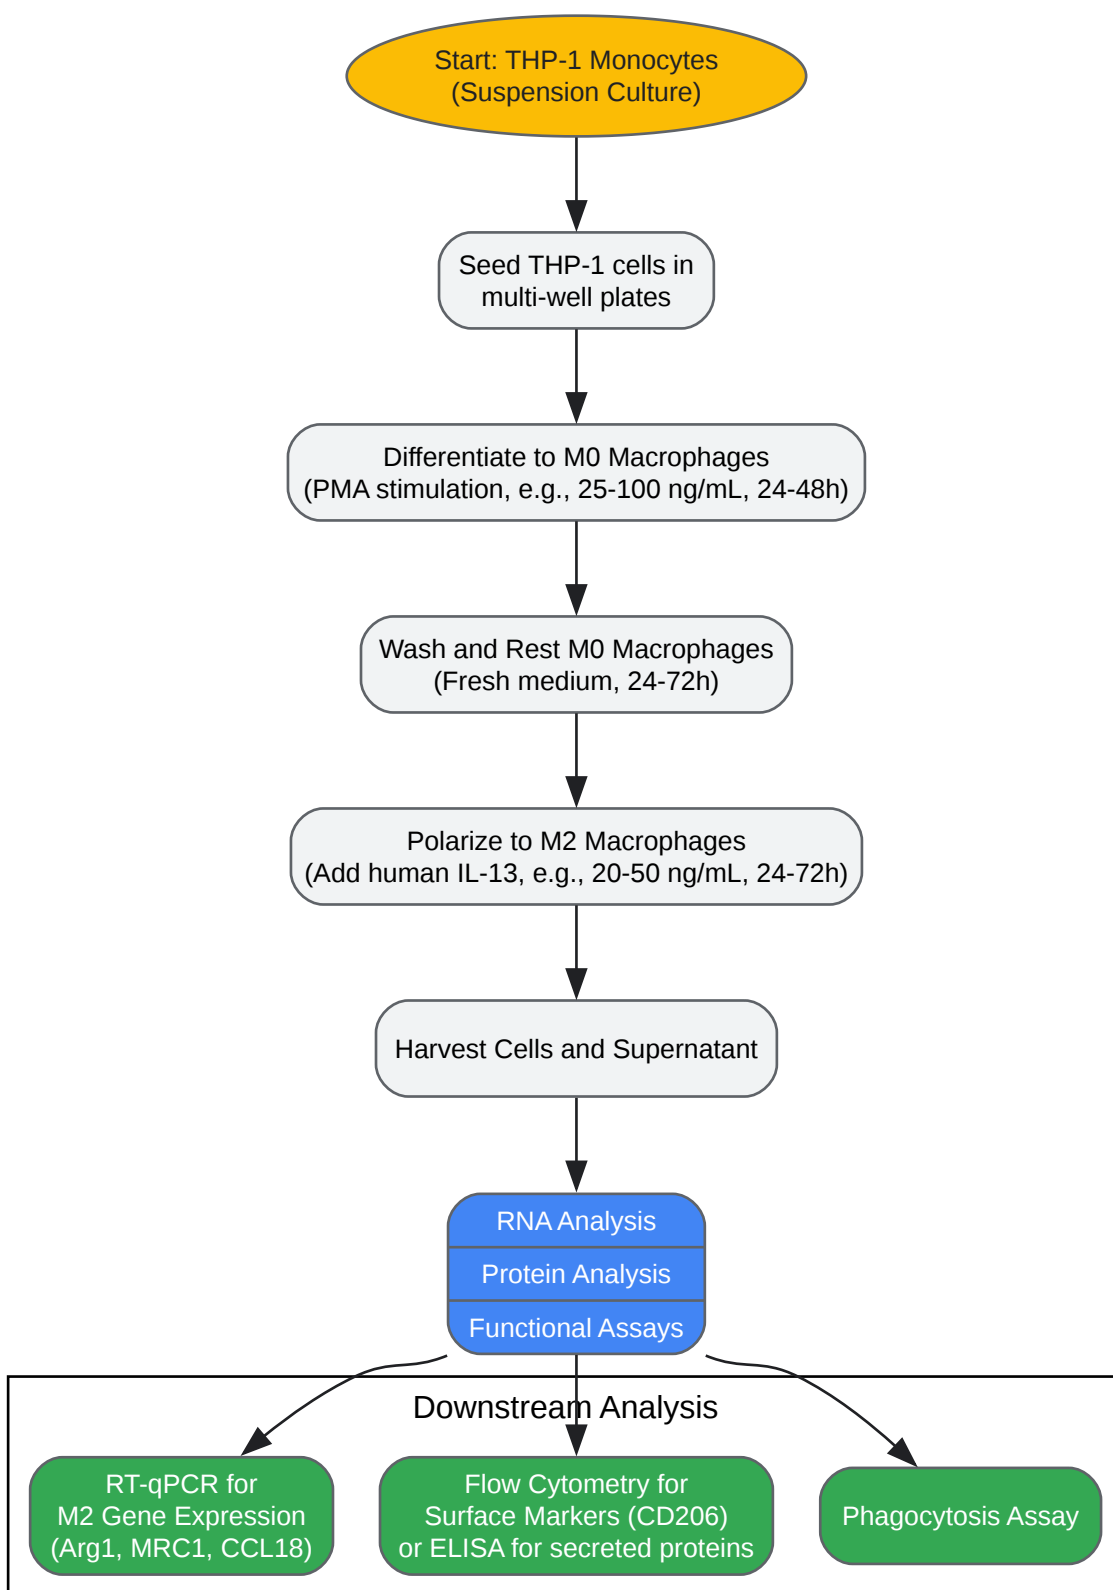 Start: THP-1 Monocytes
(Suspension Culture)
Seed THP-1 cells in
multi-well plates
Differentiate to M0 Macrophages
(PMA stimulation, e.g., 25-100 ng/mL, 24-48h)
Wash and Rest M0 Macrophages
(Fresh medium, 24-72h)
Polarize to M2 Macrophages
(Add human IL-13, e.g., 20-50 ng/mL, 24-72h)
Harvest Cells and Supernatant
RNA Analysis
Protein Analysis
Functional Assays
Downstream Analysis
RT-qPCR for
M2 Gene Expression
(Arg1, MRC1, CCL18)
Flow Cytometry for
Surface Markers (CD206)
or ELISA for secreted proteins
Phagocytosis Assay